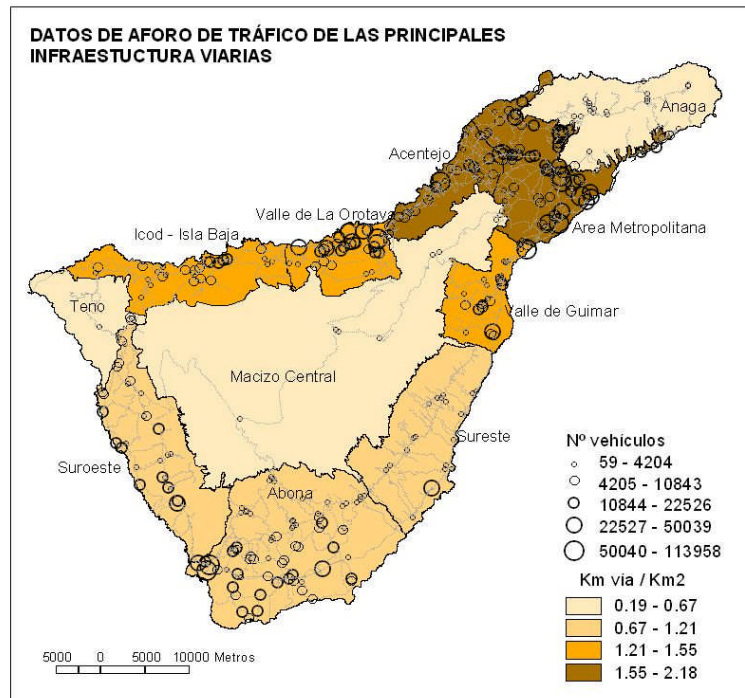 DATOS DE AFORO DE TRÁFICO DE LAS PRINCIPALES
INFRAESTUCTURA VIARIAS
Anaga
Acentejo
Valle de La Orotava
Icod - Isla Baja
Area Metropolitana
Teno
Valle de Guimar
Macizo Central
Sureste
Suroeste
Abona
Nº vehículos
59 - 4204
4205 - 10843
10844 - 22526
22527 - 50039
50040 - 113958
Km via / Km2
0.19 - 0.67
0.67 - 1.21
1.21 - 1.55
1.55 - 2.18
5000 0 5000 10000 Metros